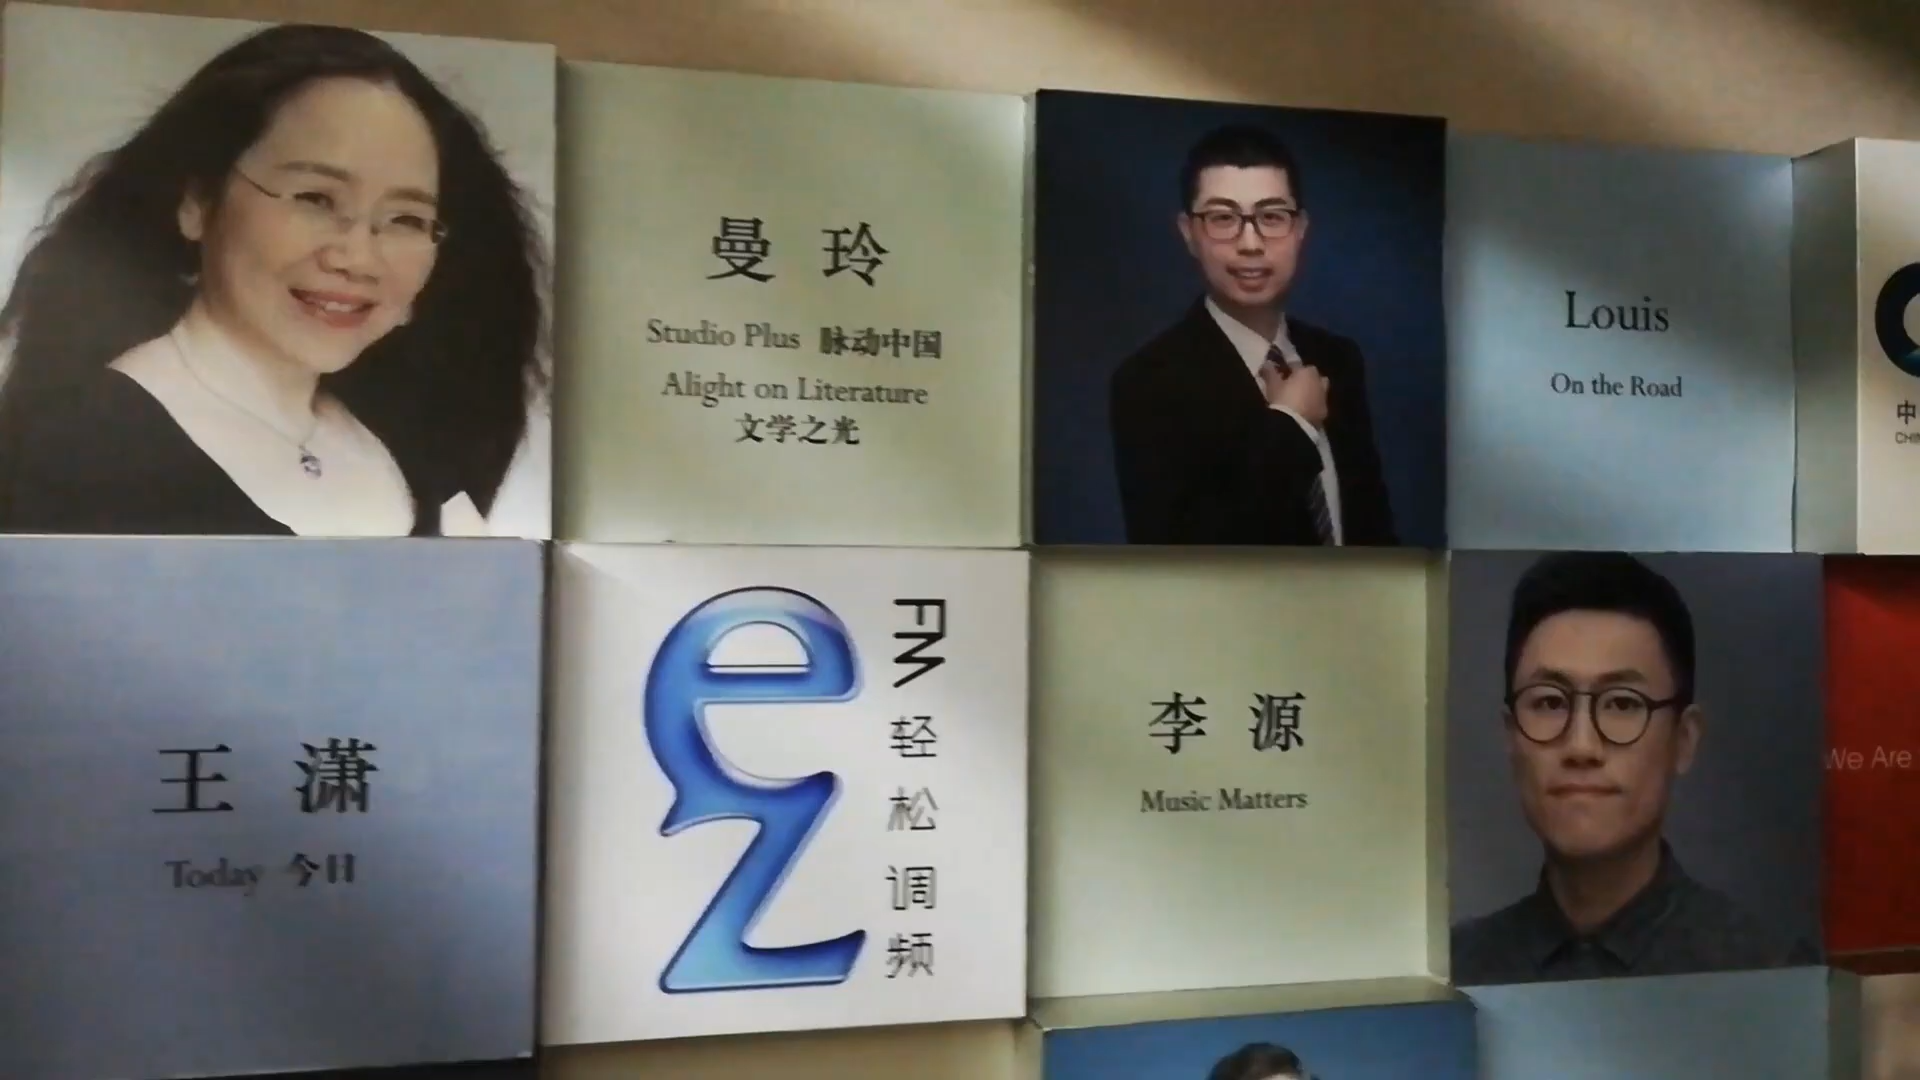 曼 玲
Studio Plus 脉动中国
Alight on Literature
文学之光
Louis
On the Road
中
王 潇
Today 今日
ez
FM
轻松调频
李 源
Music Matters
We Are